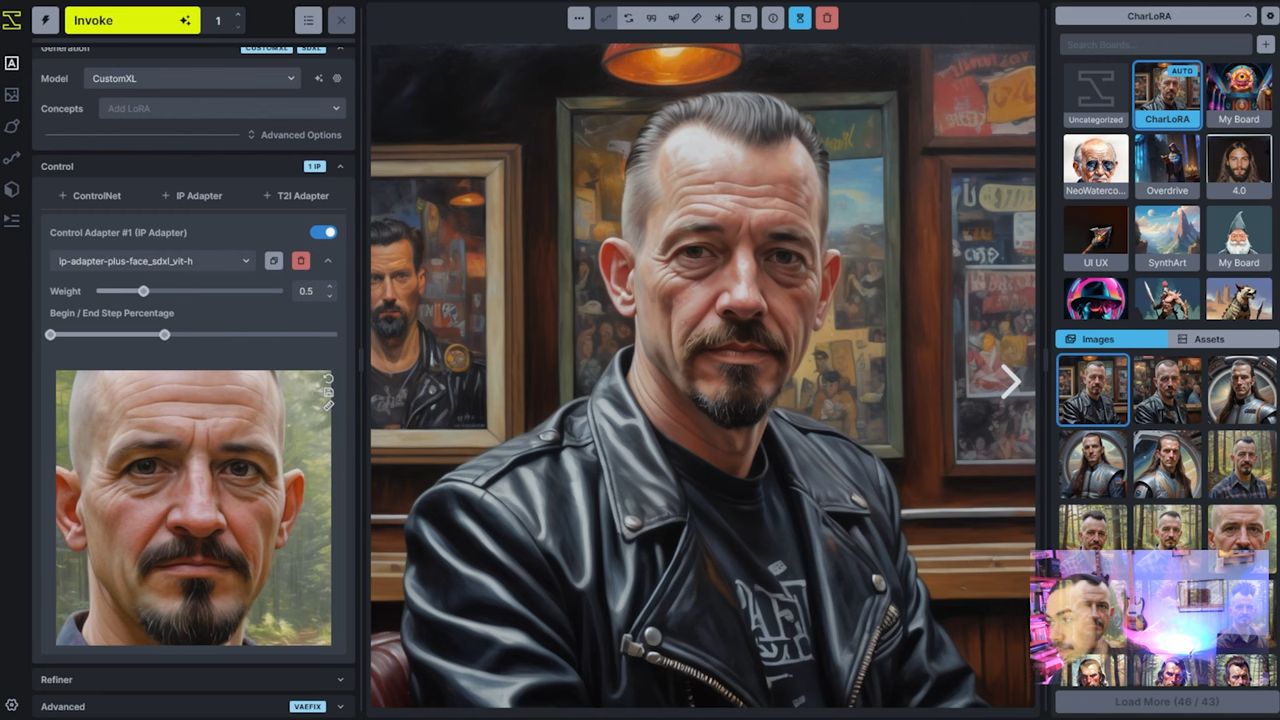 Invoke
1
Generation
CUSTOMXL
SDXL
Model
CustomXL
Concepts
Add LoRA
Advanced Options
Control
1 IP
+ ControlNet
+ IP Adapter
+ T2I Adapter
Control Adapter #1 (IP Adapter)
ip-adapter-plus-face_sdxl_vit-h
Weight
0.5
Begin / End Step Percentage
Refiner
Advanced
VAEFIX
CharLoRA
Search Boards...
AUTO
Uncategorized
CharLoRA
My Board
NeoWaterco...
Overdrive
4.0
UI UX
SynthArt
My Board
Images
Assets
Load More (46 / 43)